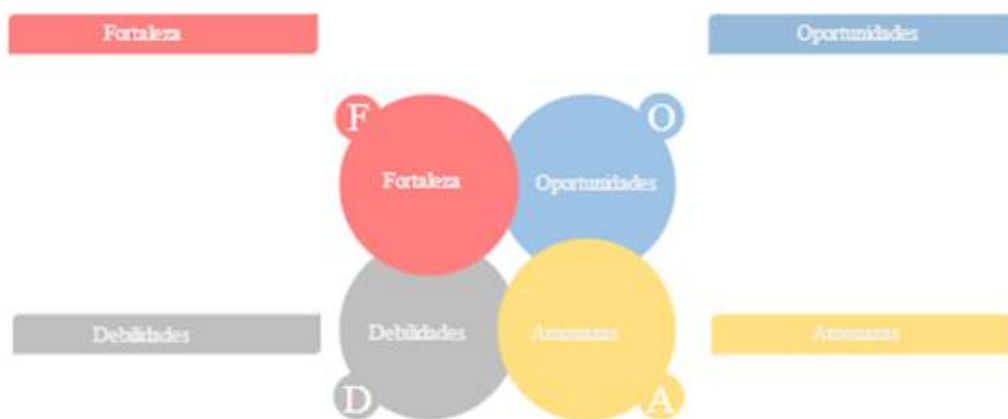 Fortaleza
Oportunidades
F
O
Fortaleza
Oportunidades
Debilidades
Debilidades
Amenazas
Amenazas
D
A